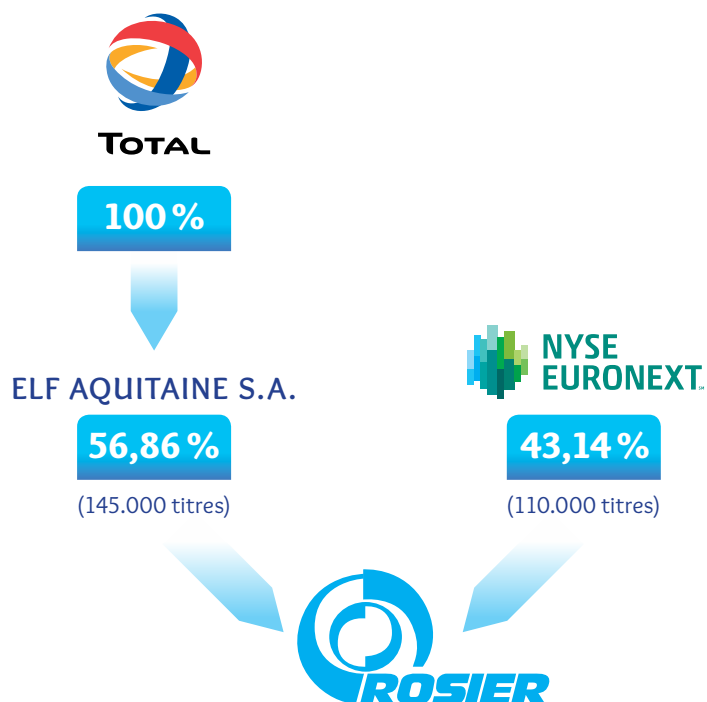 TOTAL
100 %
ELF AQUITAINE S.A.
56,86 %
(145.000 titres)
NYSE
EURONEXT
43,14 %
(110.000 titres)
ROSIER